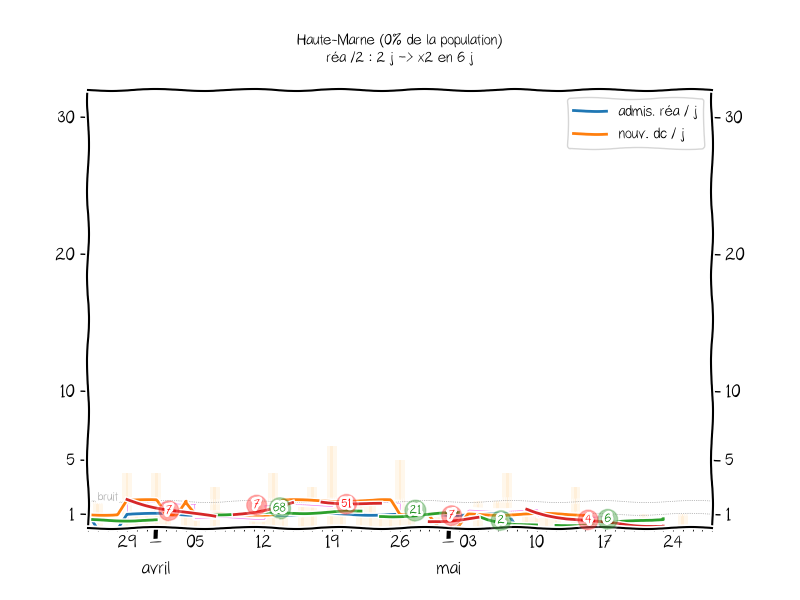 Haute-Marne (0% de la population)
réa /2 : 2 j -> x2 en 6 j
admis. réa / j
nouv. dc / j
30 30
20 20
10 10
5 5
bruit
1 1
7 7 68 51 21 7 2 4 6
29 1 05 12 19 26 1 03 10 17 24
avril mai